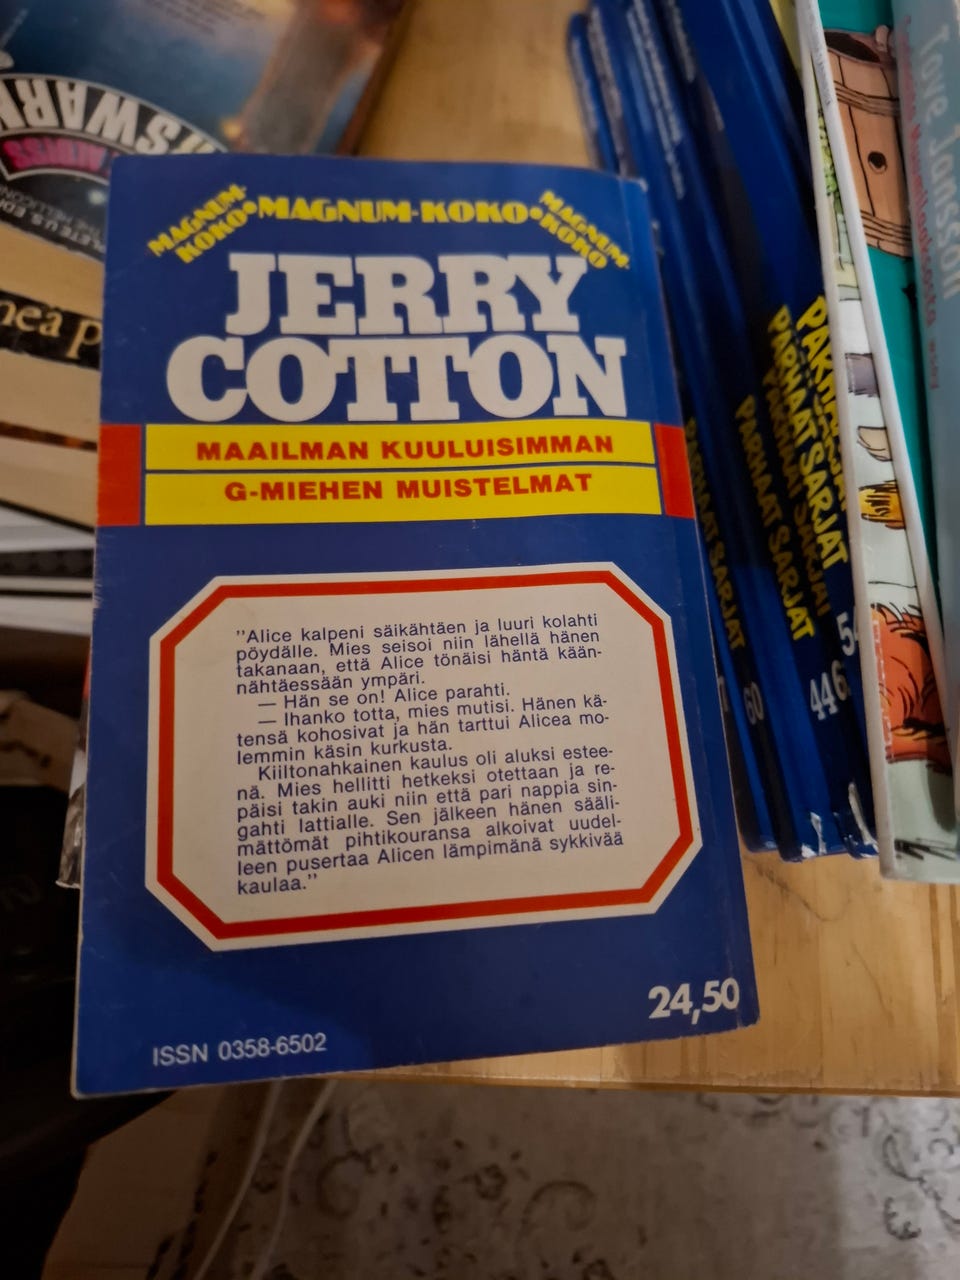 MAGNUM-
KOKO•MAGNUM-KOKO•MAGNUM-
KOKO
JERRY
COTTON
MAAILMAN KUULUISIMMAN
G-MIEHEN MUISTELMAT
"Alice kalpeni säikähtäen ja luuri kolahti
pöydälle. Mies seisoi niin lähellä hänen
takanaan, että Alice tönäisi häntä kään-
nähtäessään ympäri.
— Hän se on! Alice parahti.
— Ihanko totta, mies mutisi. Hänen kä-
tensä kohosivat ja hän tarttui Alicea mo-
lemmin käsin kurkusta.
Kiiltonahkainen kaulus oli aluksi estee-
nä. Mies hellitti hetkeksi otettaan ja re-
päisi takin auki niin että pari nappia sin-
gahti lattialle. Sen jälkeen hänen sääli-
mättömät pihtikouransa alkoivat uudel-
leen pusertaa Alicen lämpimänä sykkivää
kaulaa."
24,50
ISSN 0358-6502
PARHAAT SARJAT
PARHAAT SARJAT
PARHAAT SARJAT
PARHAAT SARJAT
60
44
Tove Jansson